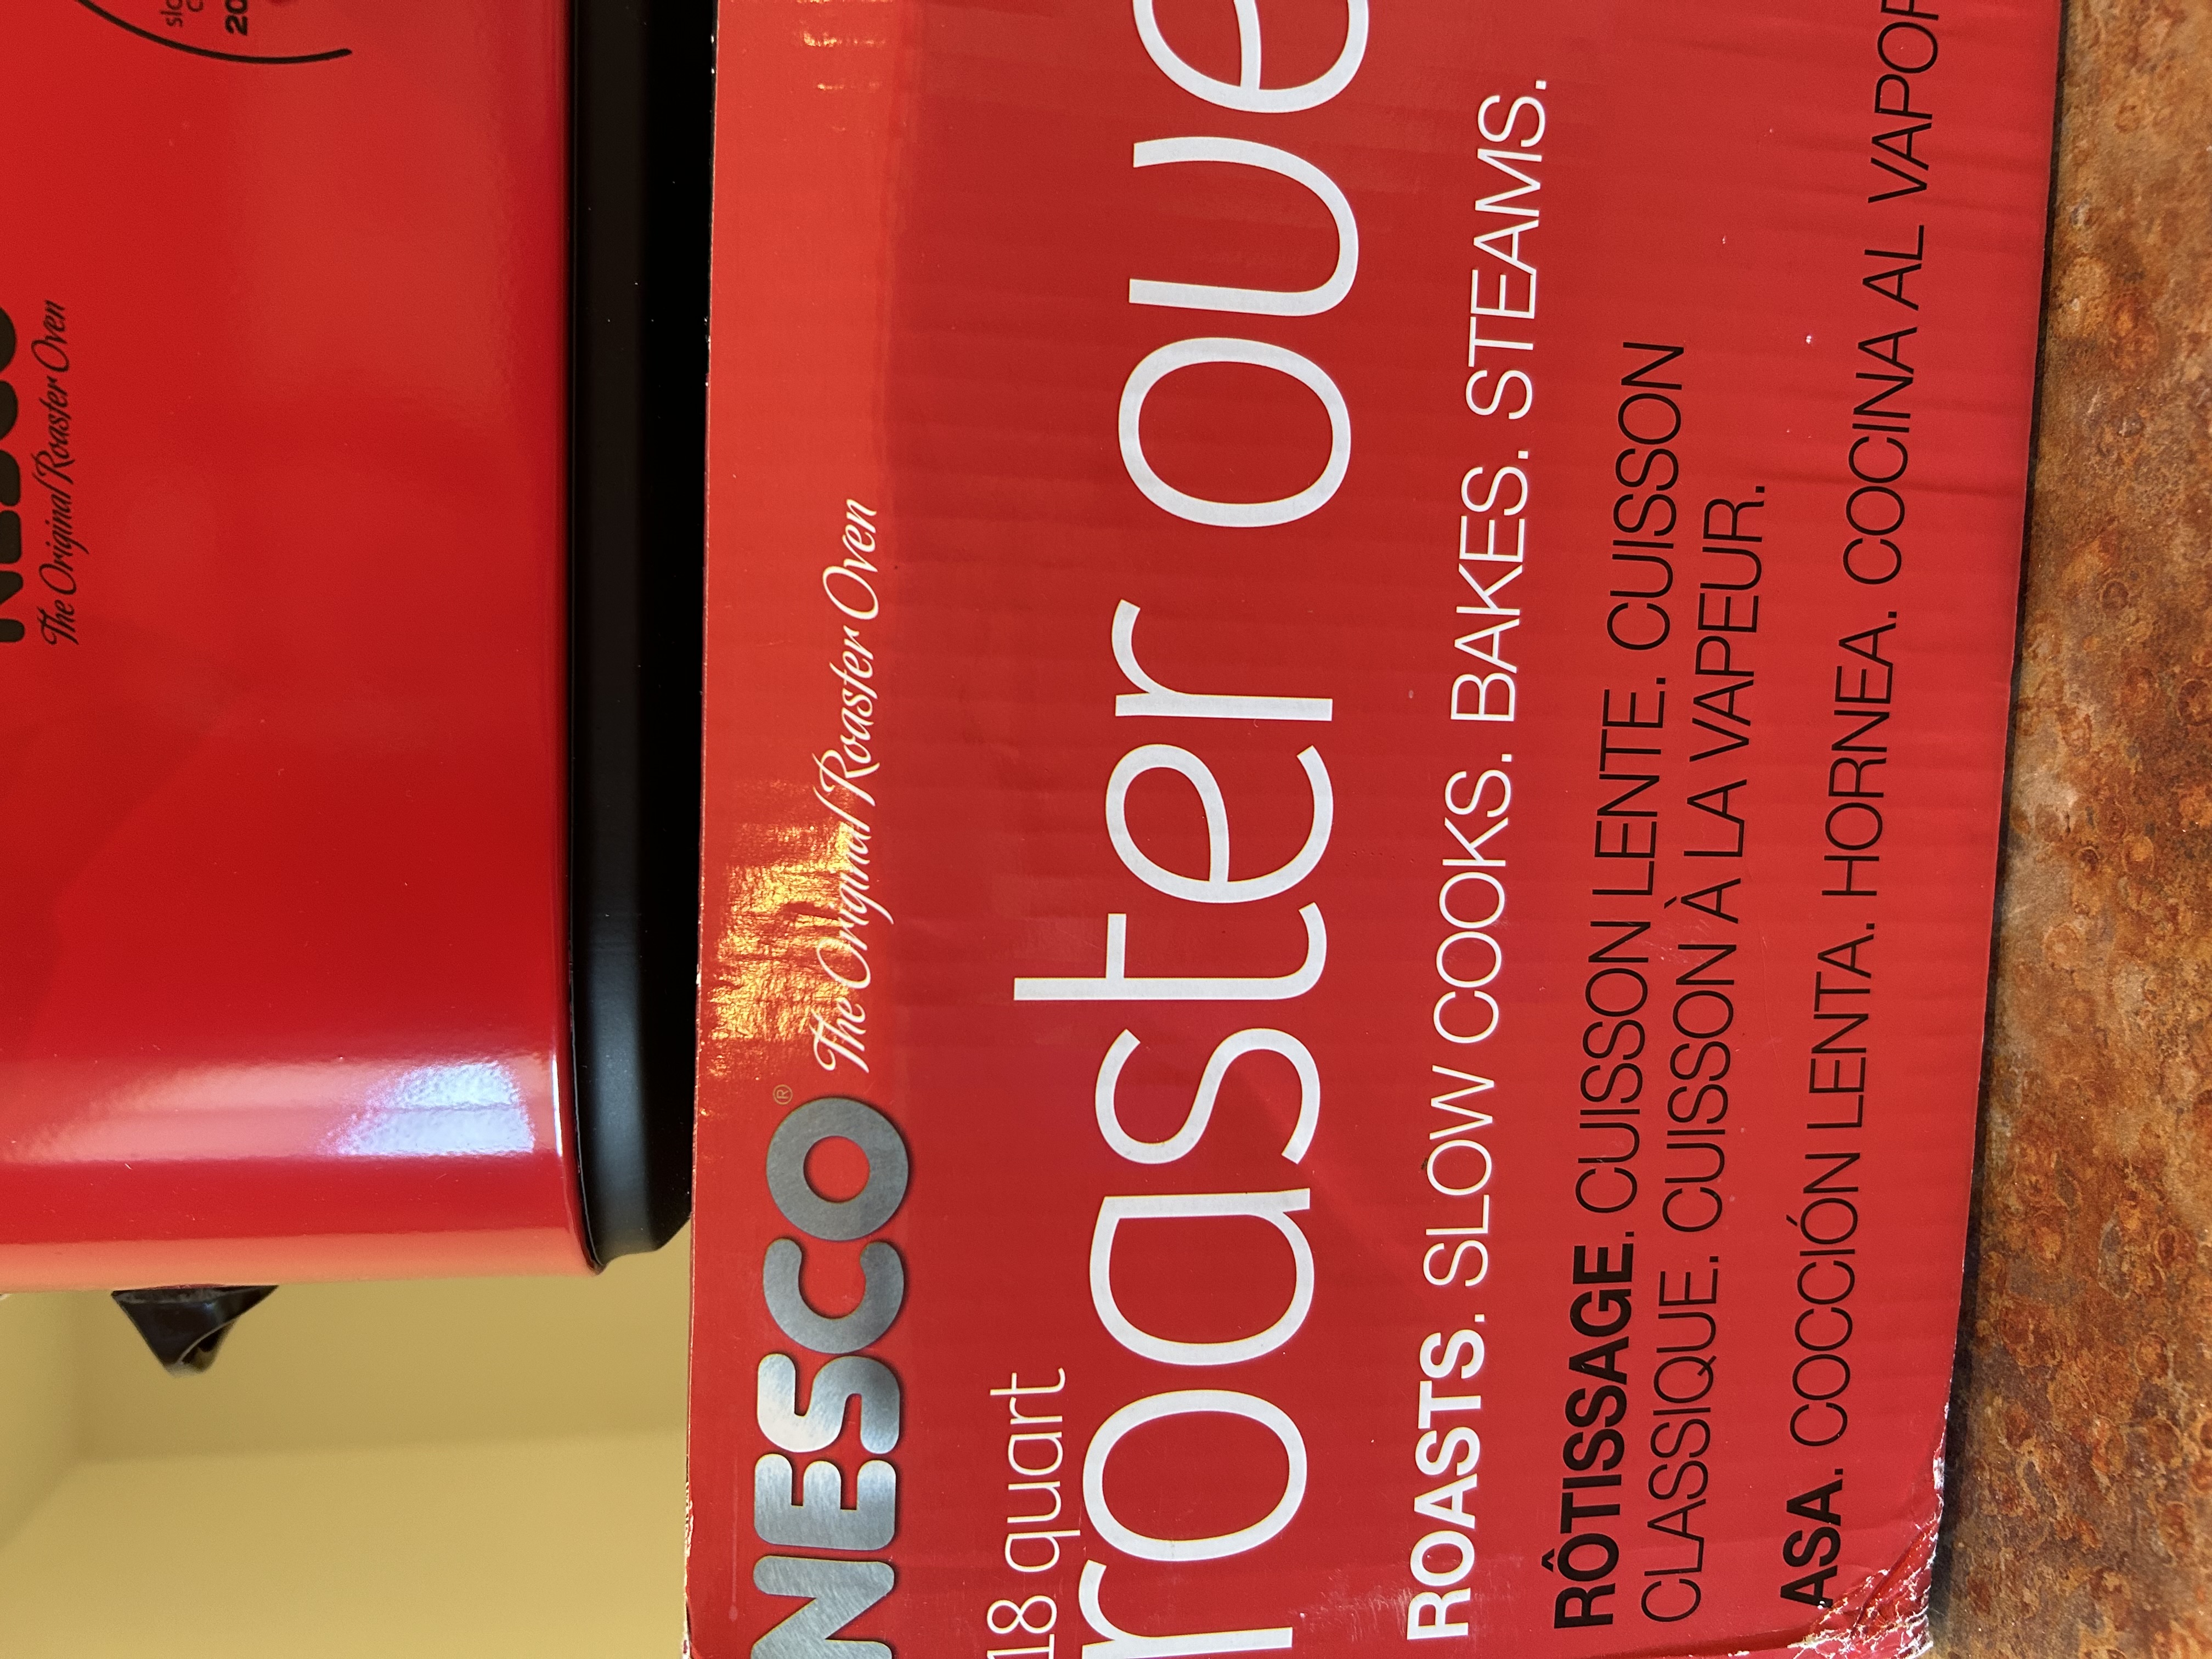 The Original Roaster Oven
20
NESCO® The Original Roaster Oven
18 quart
roaster ove
ROASTS. SLOW COOKS. BAKES. STEAMS.
RÔTISSAGE. CUISSON LENTE. CUISSON
CLASSIQUE. CUISSON À LA VAPEUR.
ASA. COCCIÓN LENTA. HORNEA. COCINA AL VAPOR